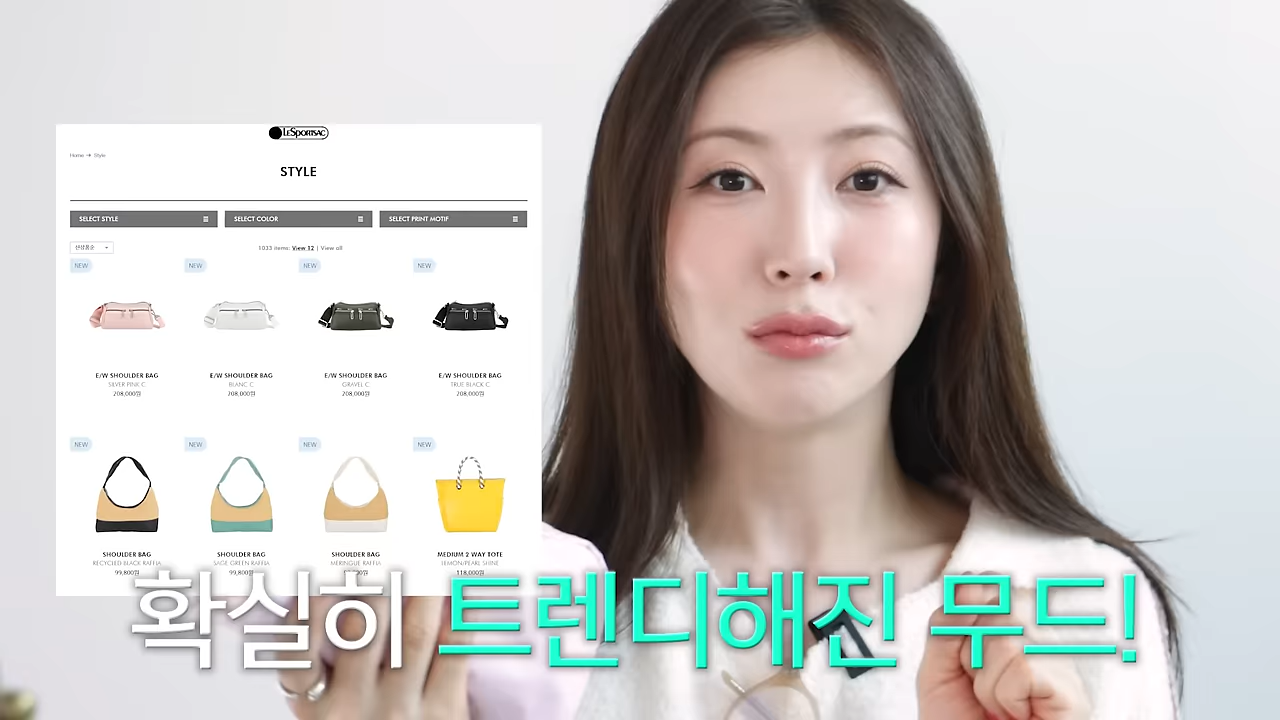 LESPORTSAC
Home → Style
STYLE
SELECT STYLE
SELECT COLOR
SELECT PRINT MOTIF
신상품순
1033 items: View 32 | View all
NEW NEW NEW NEW
E/W SHOULDER BAG E/W SHOULDER BAG E/W SHOULDER BAG E/W SHOULDER BAG
SILVER PINK C BLANC C GRAVEL C TRUE BLACK C
208,000원 208,000원 208,000원 208,000원
NEW NEW NEW NEW
SHOULDER BAG SHOULDER BAG SHOULDER BAG MEDIUM 2 WAY TOTE
RECYCLED BLACK RAFFIA SAGE GREEN RAFFIA MERINGUE RAFFIA LEMON/PEARL SHINE
99,800원 99,800원 118,000원
확실히 트렌디해진 무드!